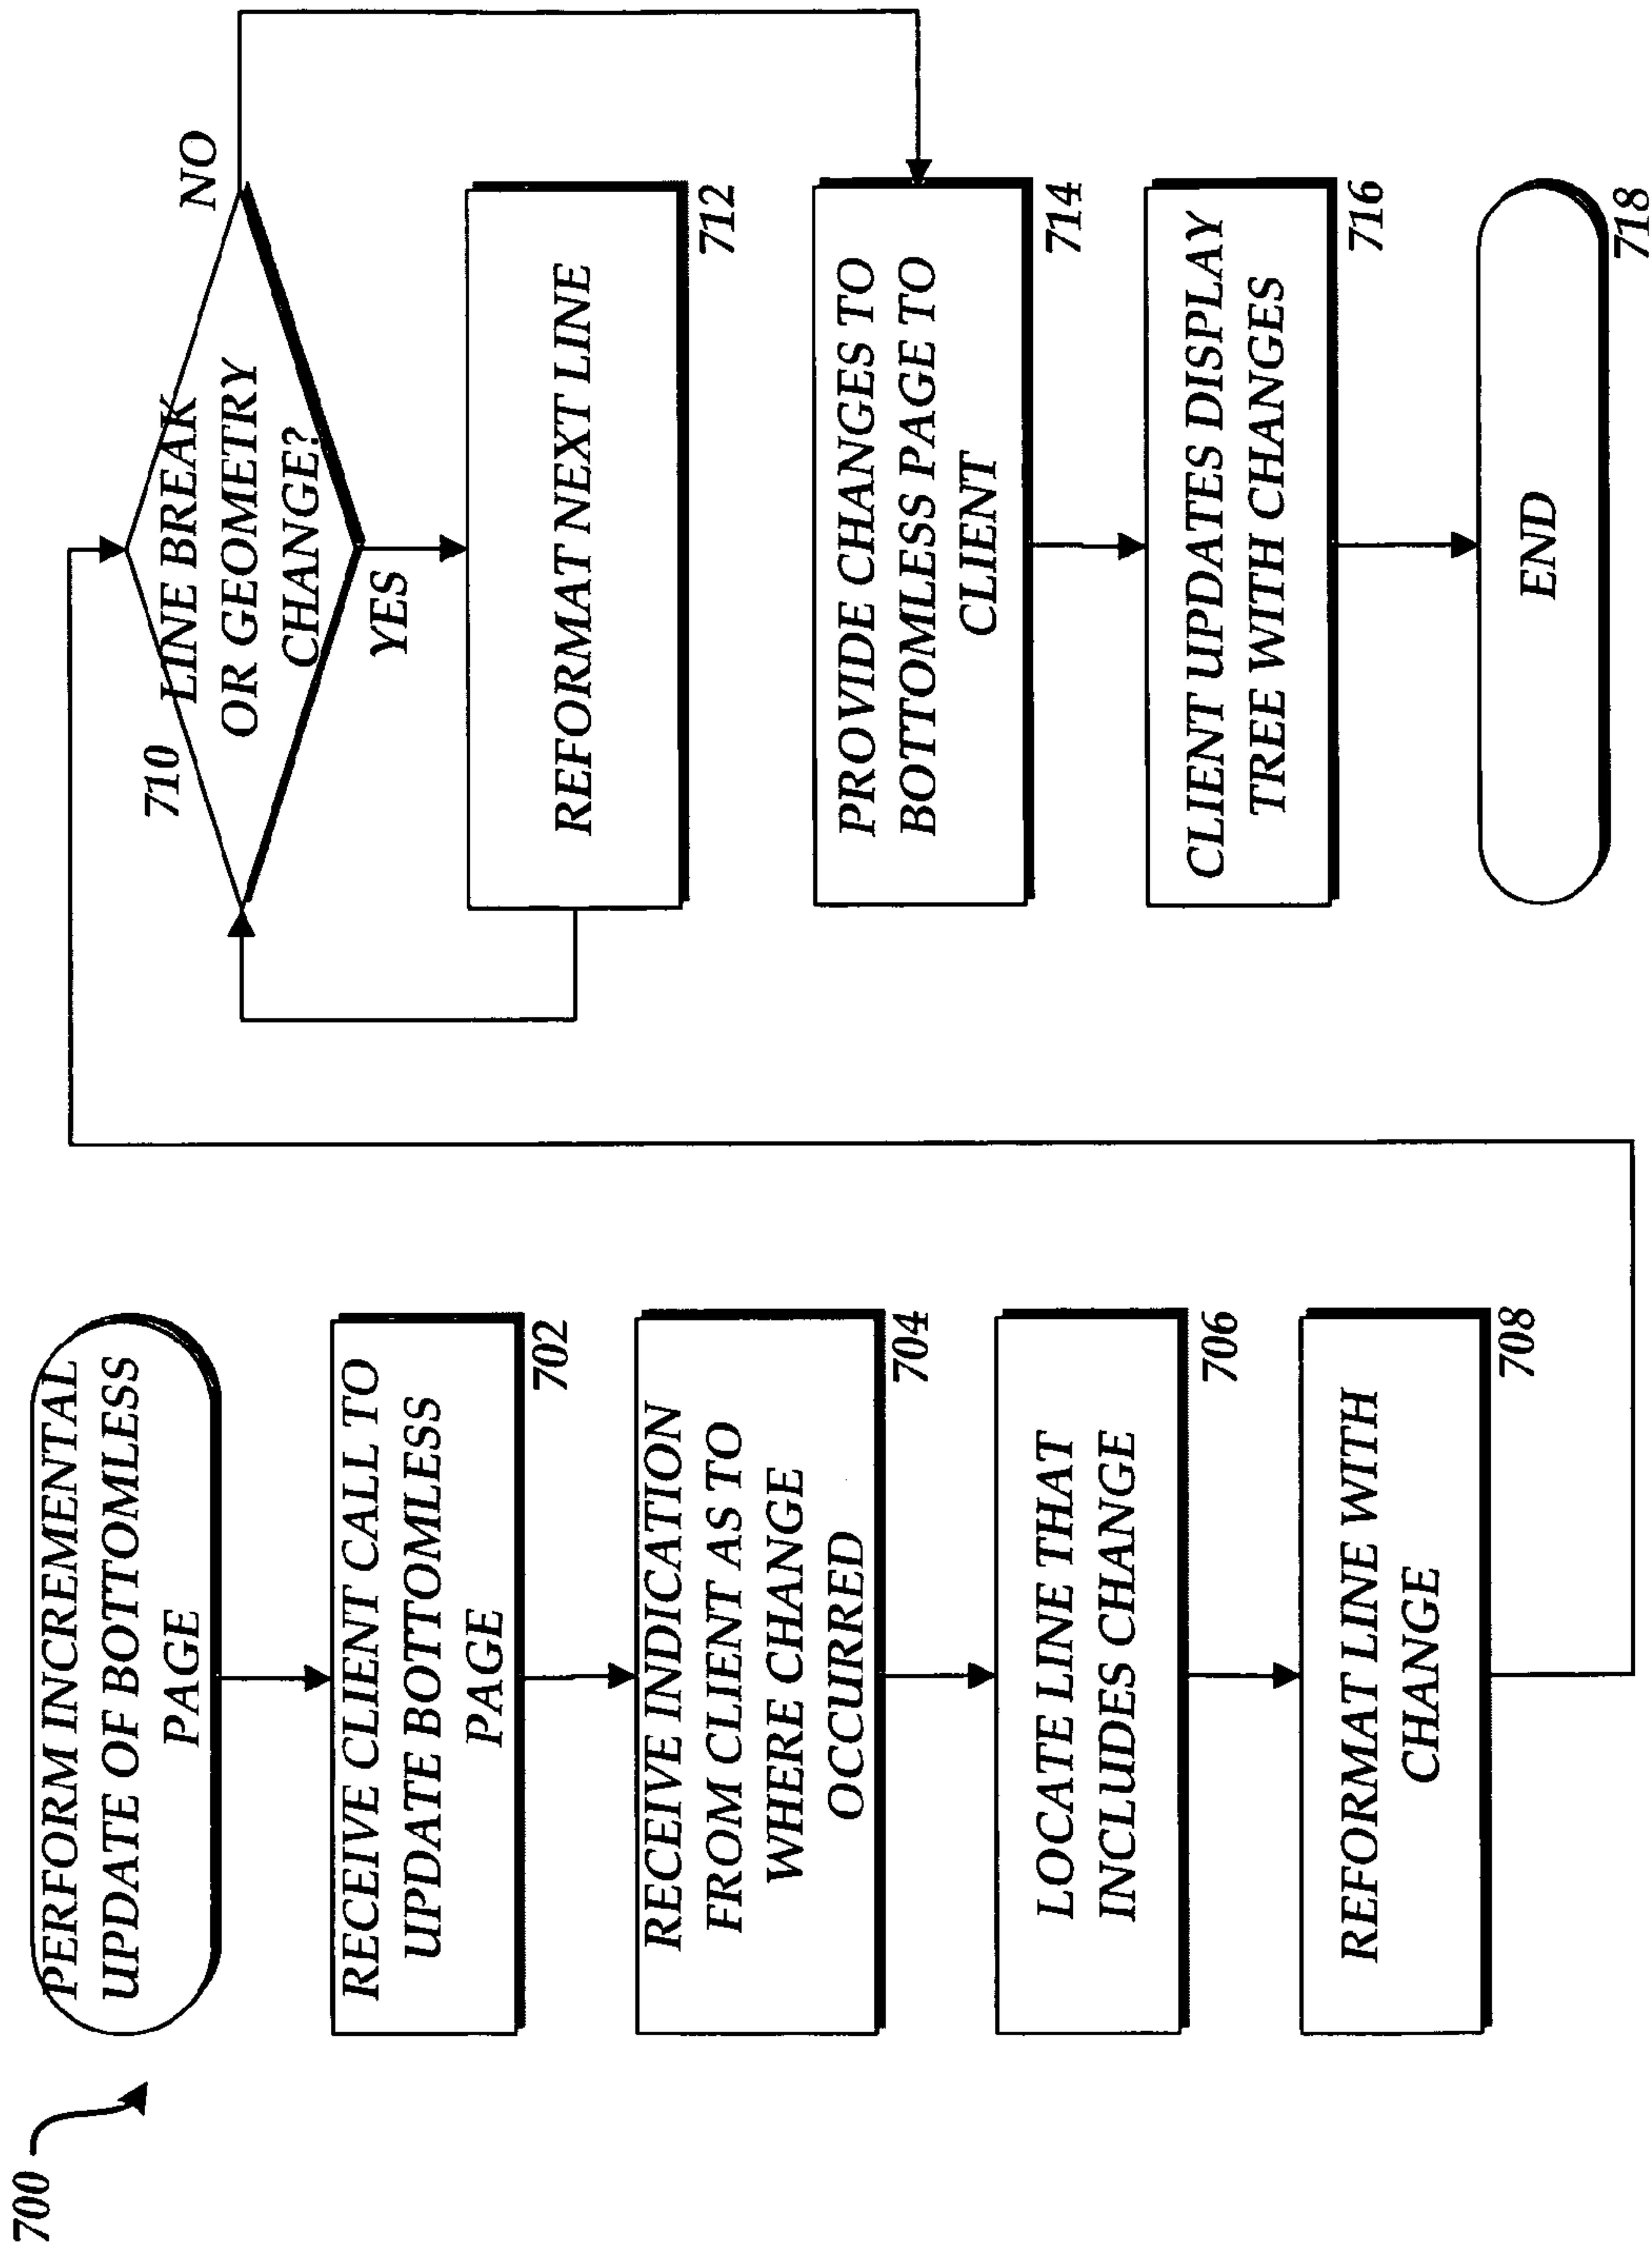 700
PERFORM INCREMENTAL
UPDATE OF BOTTOMLESS
PAGE
RECEIVE CLIENT CALL TO
UPDATE BOTTOMLESS
PAGE
702
RECEIVE INDICATION
FROM CLIENT AS TO
WHERE CHANGE
OCCURRED
704
LOCATE LINE THAT
INCLUDES CHANGE
706
REFORMAT LINE WITH
CHANGE
708
710
LINE BREAK
OR GEOMETRY
CHANGE?
NO
YES
REFORMAT NEXT LINE
712
PROVIDE CHANGES TO
BOTTOMLESS PAGE TO
CLIENT
714
CLIENT UPDATES DISPLAY
TREE WITH CHANGES
716
END
718